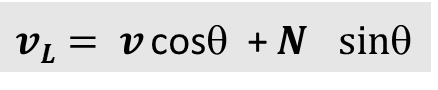 v_L = v cosθ + N sinθ